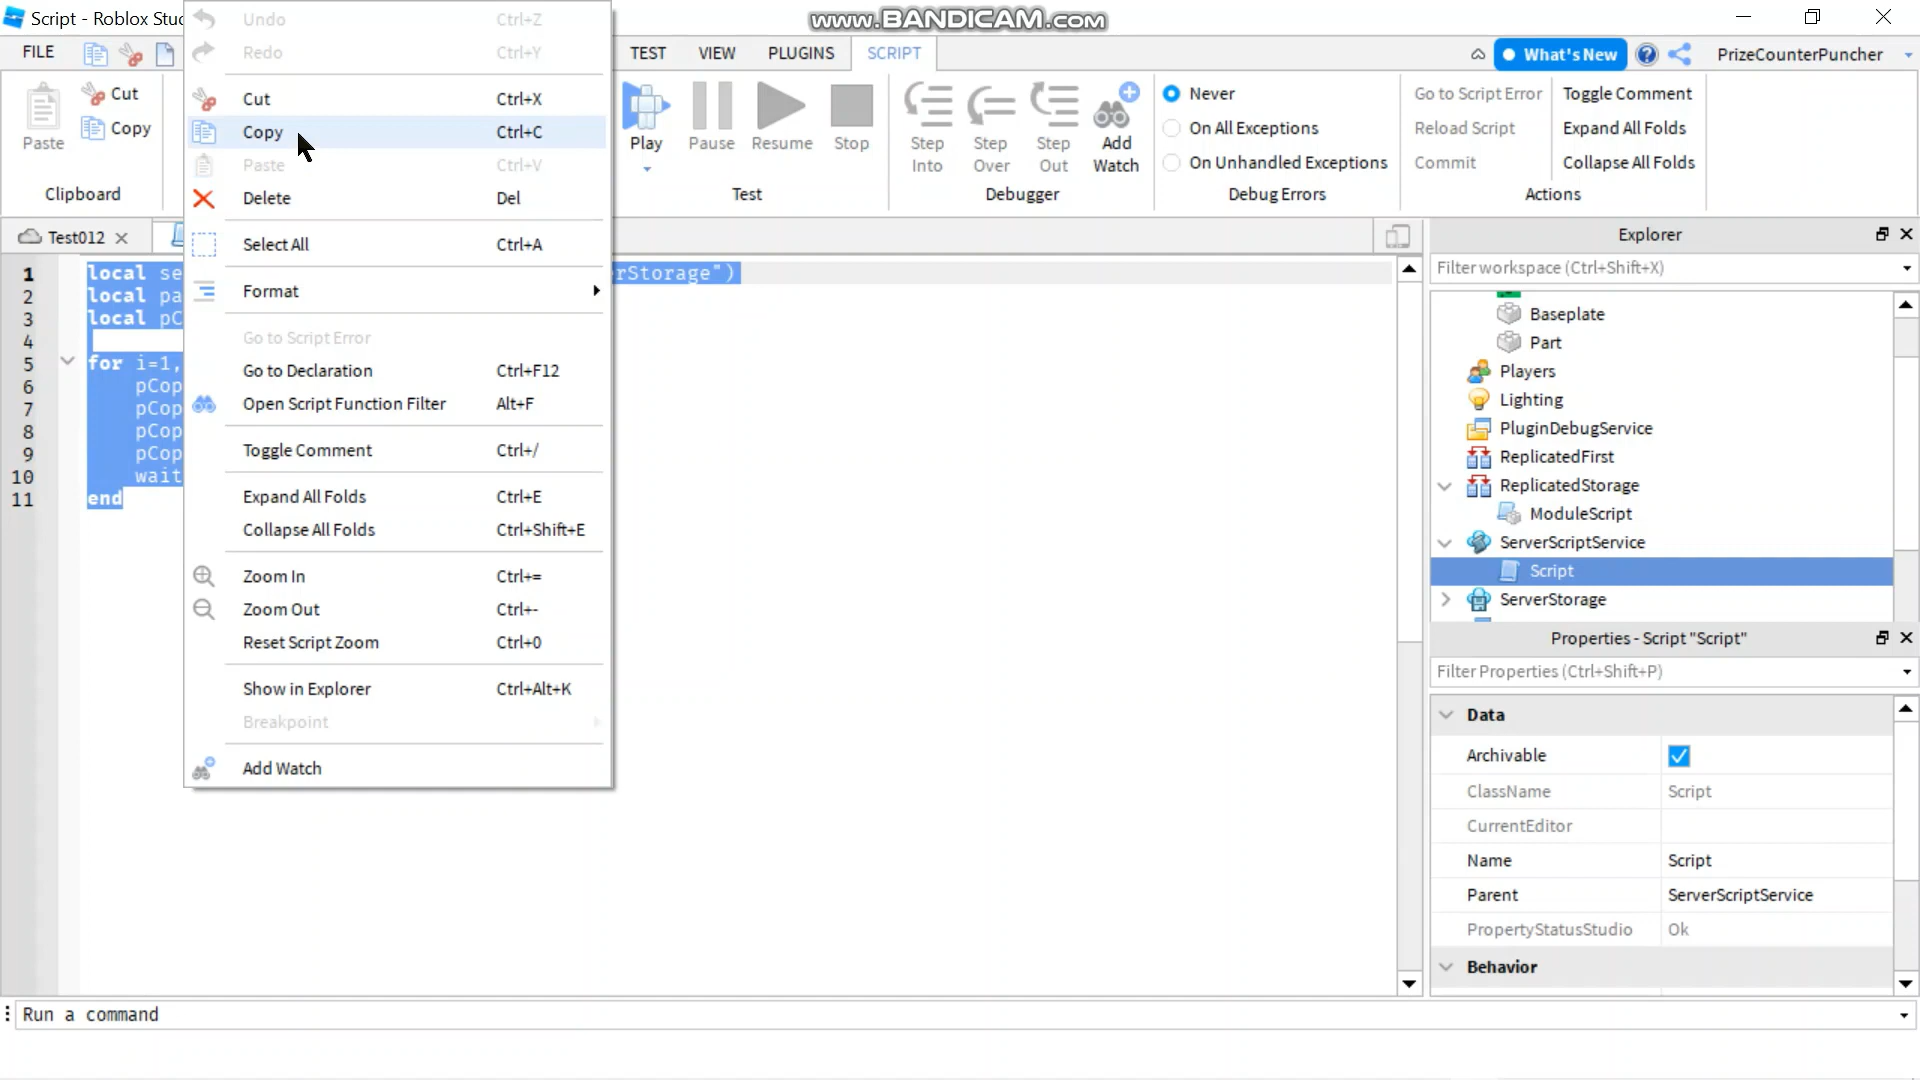 Script - Roblox Stud
www.BANDICAM.com
FILE
TEST
VIEW
PLUGINS
SCRIPT
What's New
PrizeCounterPuncher
Paste
Cut
Copy
Clipboard
Undo Ctrl+Z
Redo Ctrl+Y
Cut Ctrl+X
Copy Ctrl+C
Paste Ctrl+V
Delete Del
Select All Ctrl+A
Format
Go to Script Error
Go to Declaration Ctrl+F12
Open Script Function Filter Alt+F
Toggle Comment Ctrl+/
Expand All Folds Ctrl+E
Collapse All Folds Ctrl+Shift+E
Zoom In Ctrl+=
Zoom Out Ctrl+-
Reset Script Zoom Ctrl+0
Show in Explorer Ctrl+Alt+K
Breakpoint
Add Watch
Play
Pause
Resume
Stop
Test
Step Into
Step Over
Step Out
Add Watch
Debugger
Never
On All Exceptions
On Unhandled Exceptions
Debug Errors
Go to Script Error
Reload Script
Commit
Toggle Comment
Expand All Folds
Collapse All Folds
Actions
Test012
1 local se rStorage")
2 local pa
3 local pC
4
5 for i=1,
6 pCop
7 pCop
8 pCop
9 pCop
10 wait
11 end
Explorer
Filter workspace (Ctrl+Shift+X)
Baseplate
Part
Players
Lighting
PluginDebugService
ReplicatedFirst
ReplicatedStorage
ModuleScript
ServerScriptService
Script
ServerStorage
Properties - Script "Script"
Filter Properties (Ctrl+Shift+P)
Data
Archivable
ClassName Script
CurrentEditor
Name Script
Parent ServerScriptService
PropertyStatusStudio Ok
Behavior
Run a command